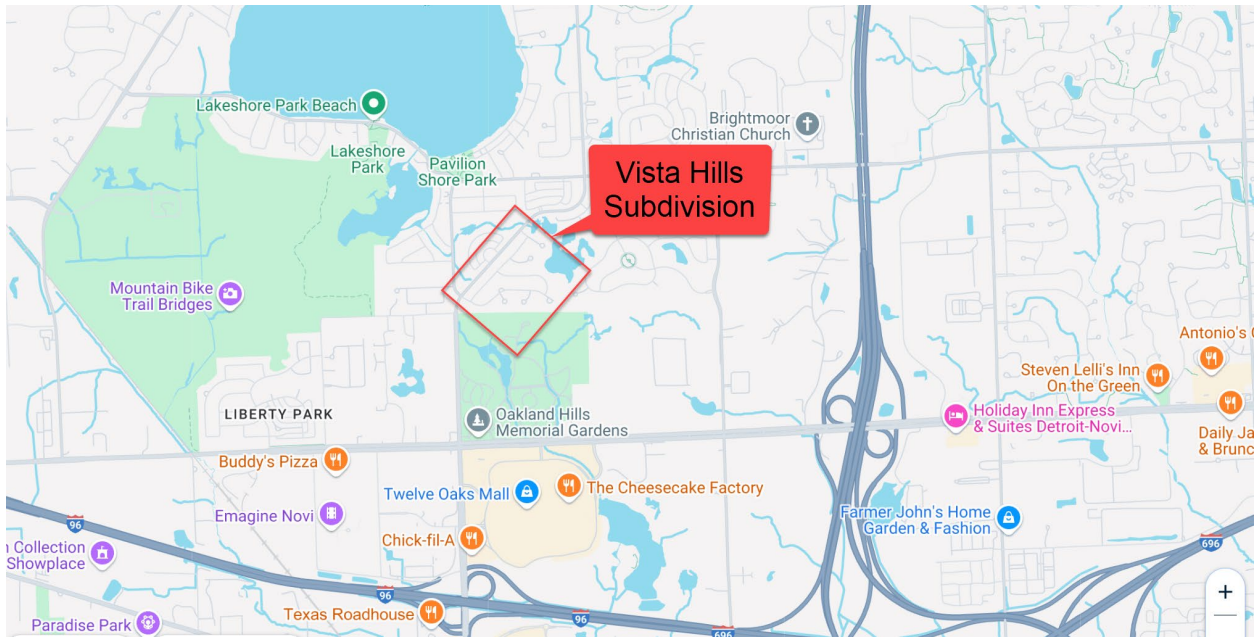 Lakeshore Park Beach
Lakeshore
Park
Pavilion
Shore Park
Brightmoor
Christian Church
Vista Hills
Subdivision
Mountain Bike
Trail Bridges
Antonio's
Steven Lelli's Inn
On the Green
LIBERTY PARK
Oakland Hills
Memorial Gardens
Holiday Inn Express
& Suites Detroit-Novi...
Daily
& Brunc
Buddy's Pizza
Twelve Oaks Mall
The Cheesecake Factory
Emagine Novi
Farmer John's Home
Garden & Fashion
96
Chick-fil-A
Collection
Showplace
696
96
Texas Roadhouse
96
696
Paradise Park
+